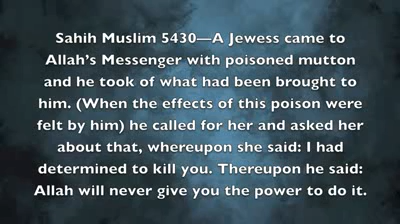 Sahih Muslim 5430—A Jewess came to
Allah’s Messenger with poisoned mutton
and he took of what had been brought to
him. (When the effects of this poison were
felt by him) he called for her and asked her
about that, whereupon she said: I had
determined to kill you. Thereupon he said:
Allah will never give you the power to do it.